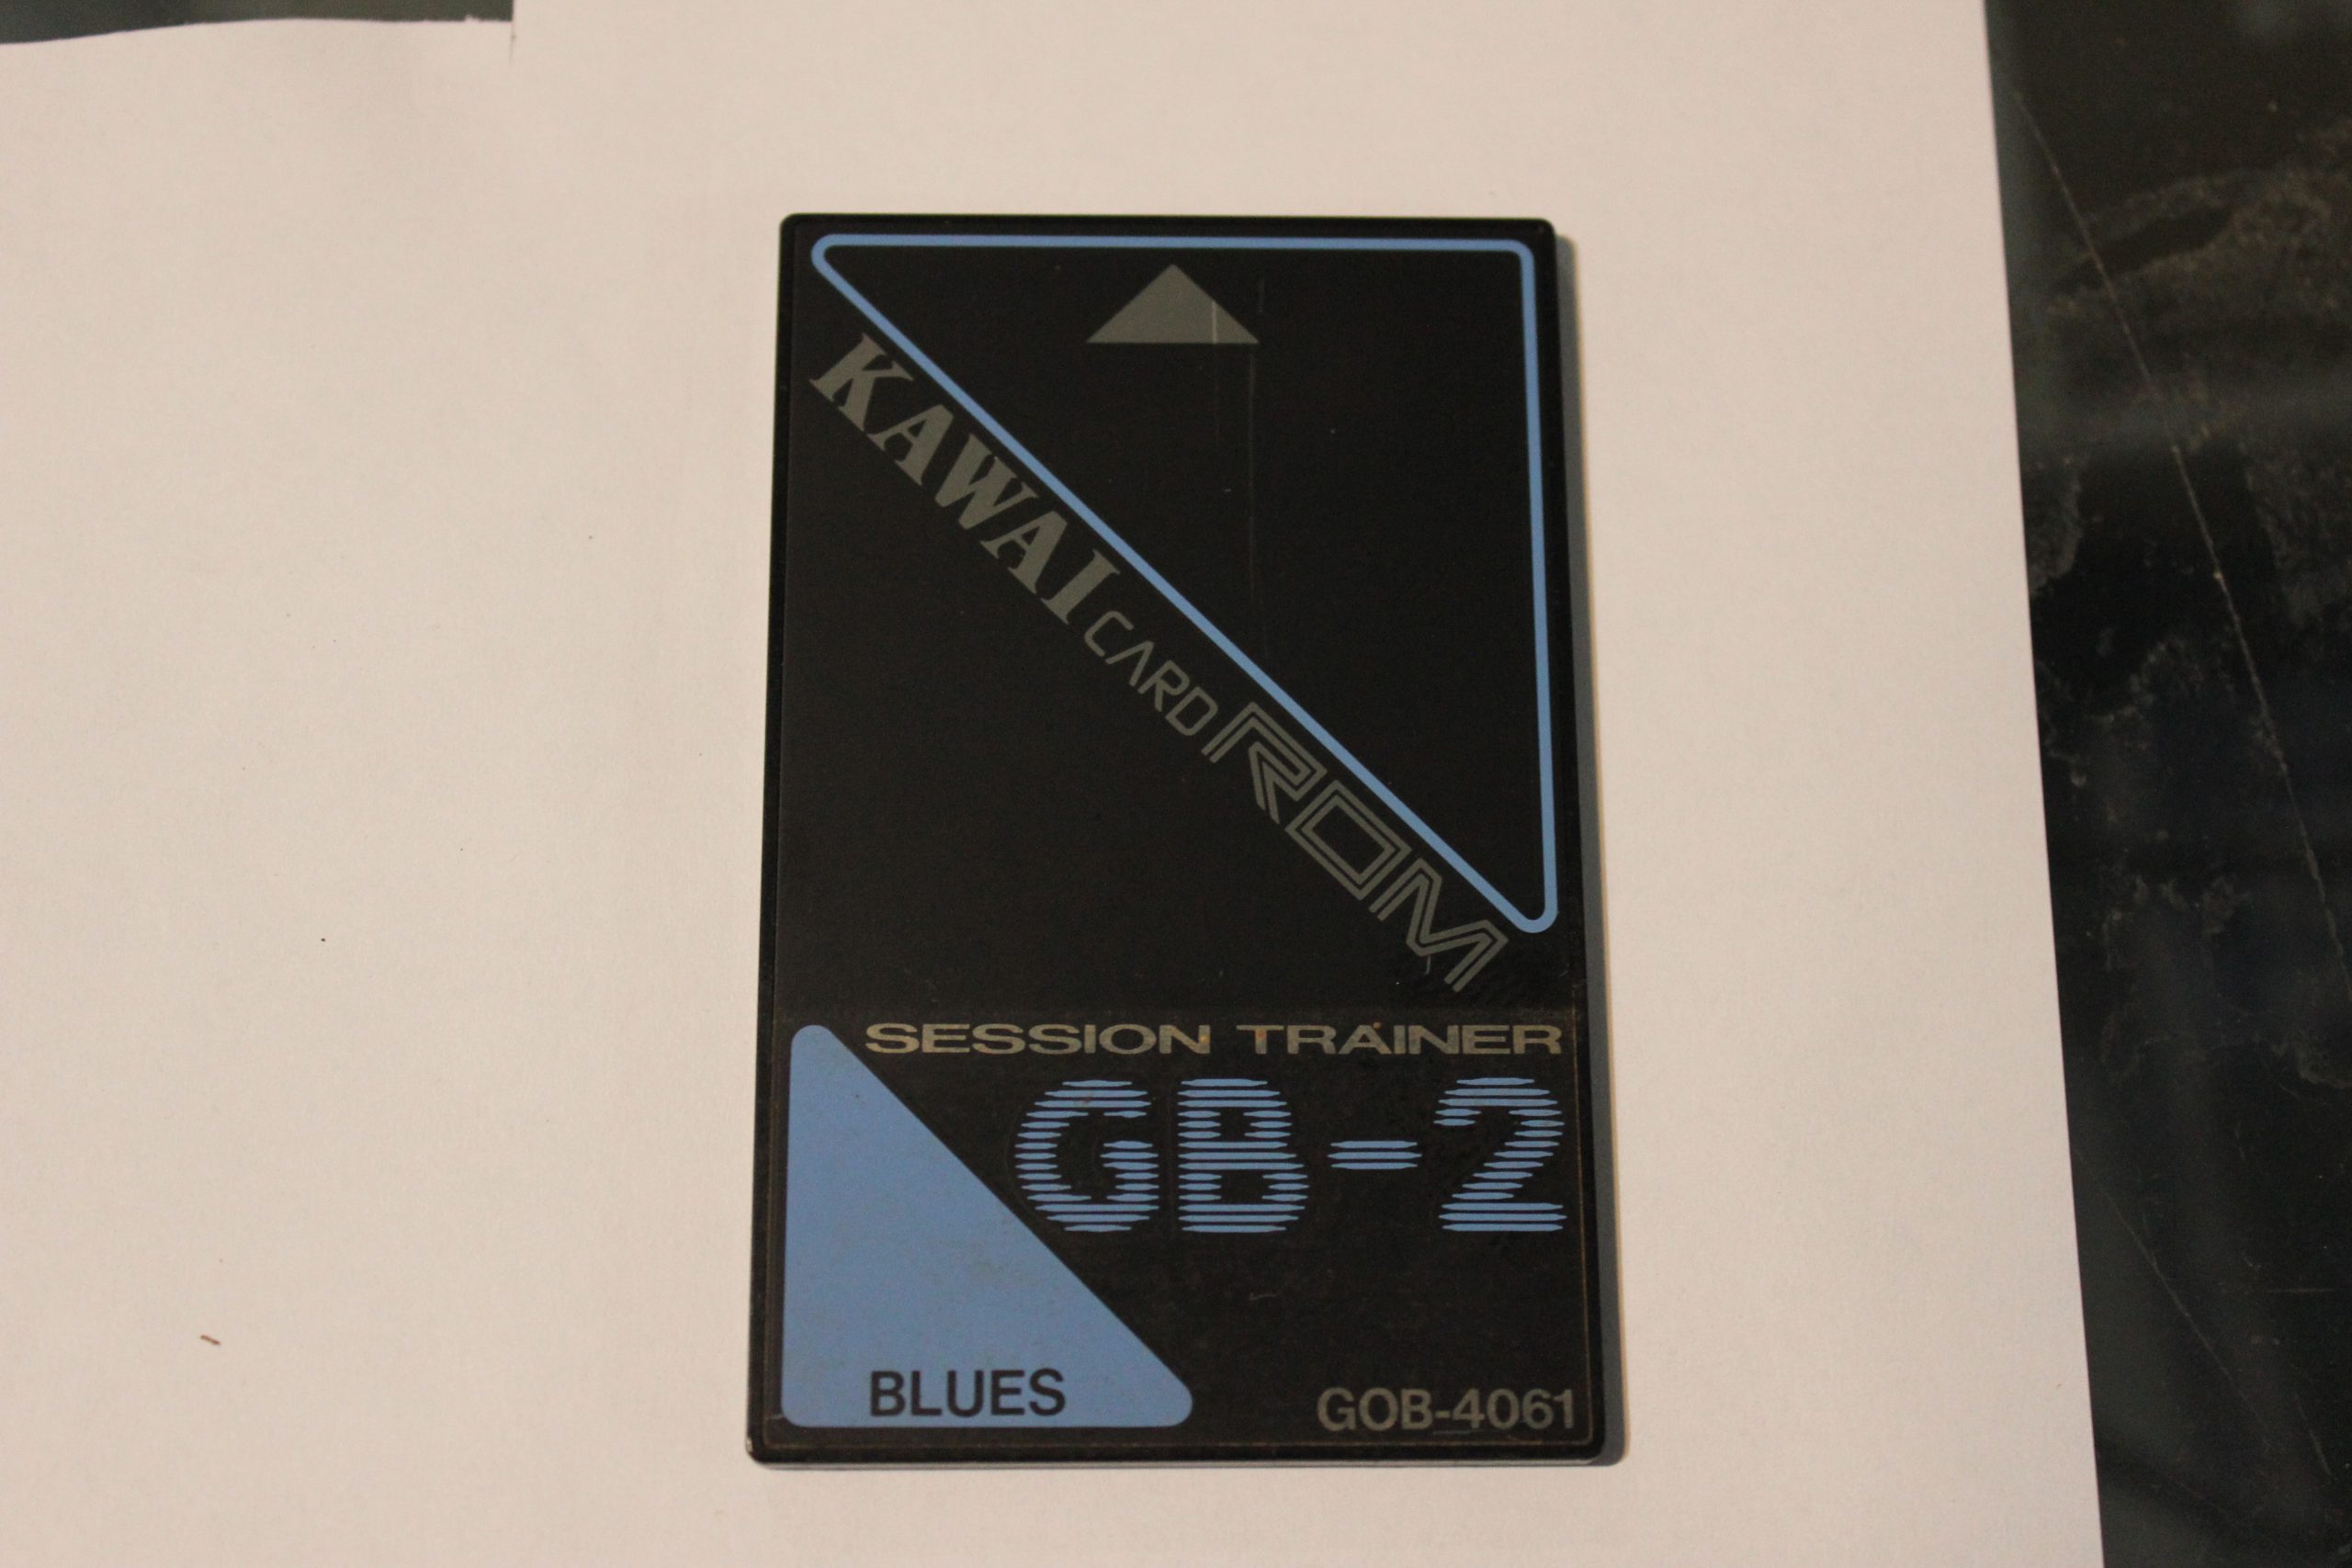 KAWAI CARD ROM
SESSION TRAINER
GB-2
BLUES
GOB-4061